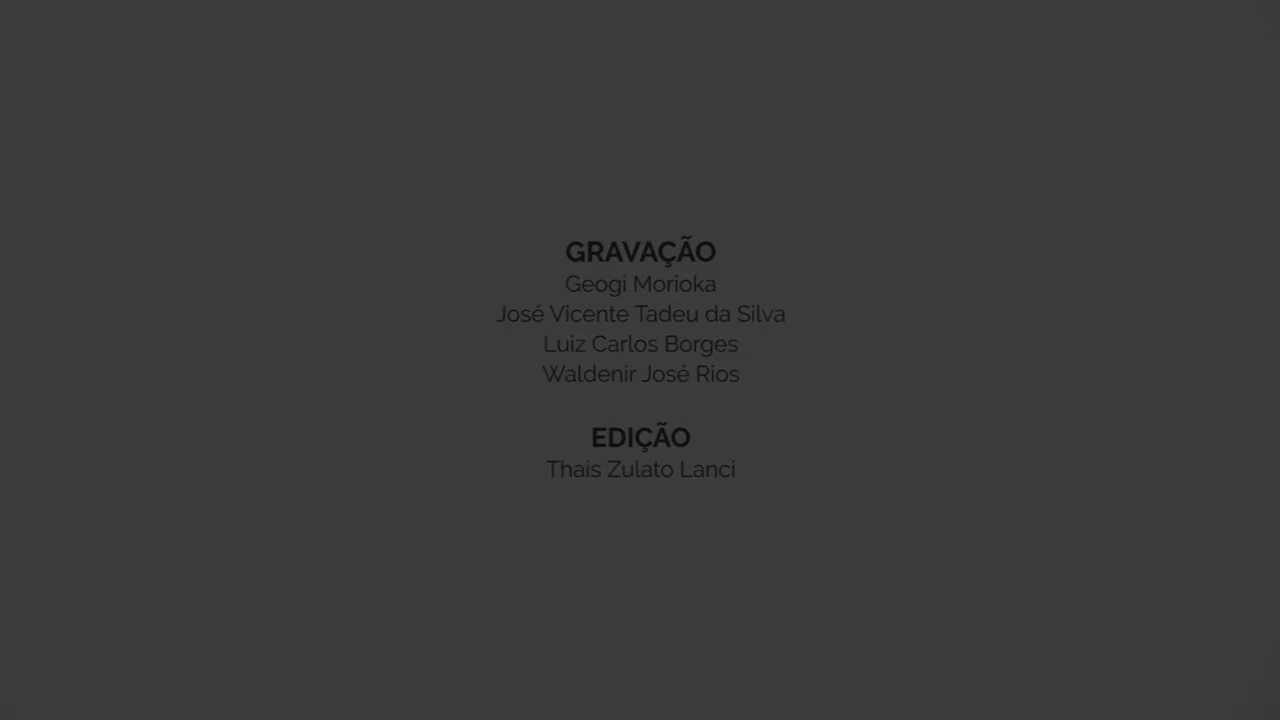 GRAVAÇÃO
Geogi Morioka
José Vicente Tadeu da Silva
Luiz Carlos Borges
Waldenir José Rios
EDIÇÃO
Thais Zulato Lanci